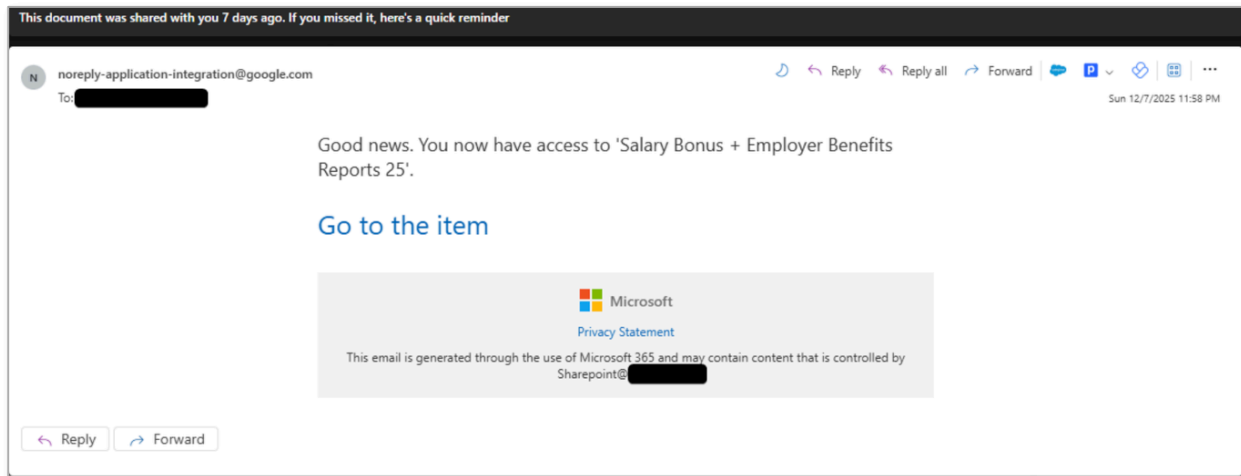 This document was shared with you 7 days ago. If you missed it, here's a quick reminder
N
noreply-application-integration@google.com
Reply
Reply all
Forward
P
To:
Sun 12/7/2025 11:58 PM
Good news. You now have access to 'Salary Bonus + Employer Benefits
Reports 25'.
Go to the item
Microsoft
Privacy Statement
This email is generated through the use of Microsoft 365 and may contain content that is controlled by
Sharepoint@
Reply
Forward